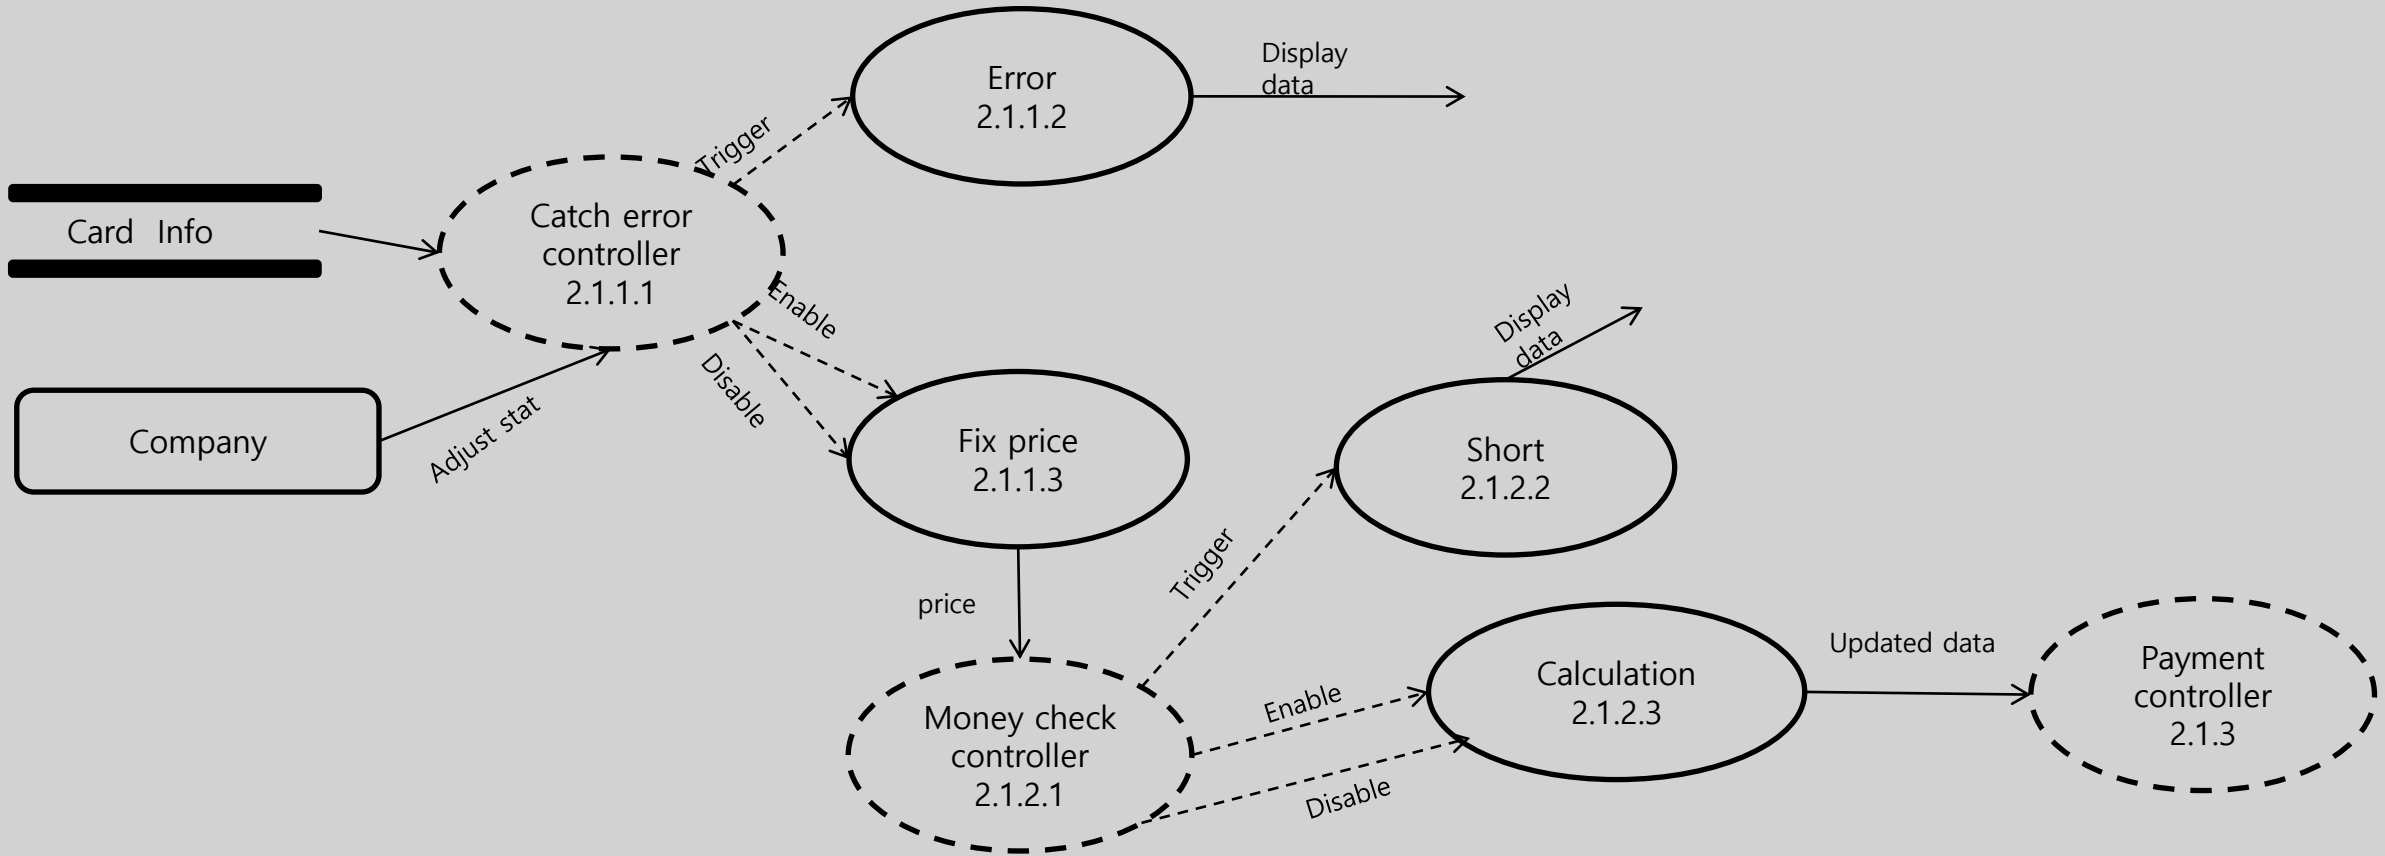 Error
2.1.1.2
Display
data
Trigger
Card Info
Catch error
controller
2.1.1.1
Enable
Disable
Company
Adjust stat
Fix price
2.1.1.3
Display
data
Short
2.1.2.2
price
Trigger
Money check
controller
2.1.2.1
Enable
Disable
Calculation
2.1.2.3
Updated data
Payment
controller
2.1.3